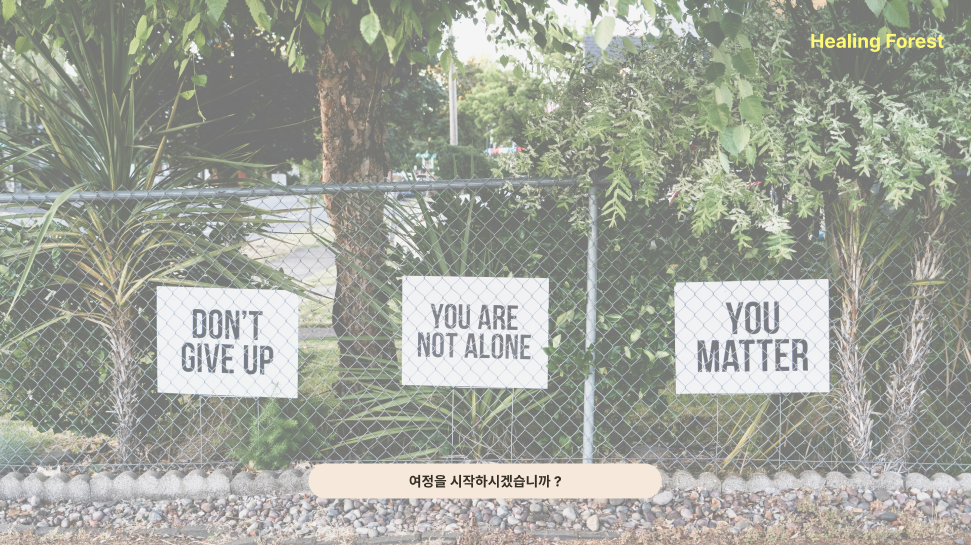 Healing Forest
DON'T
GIVE UP
YOU ARE
NOT ALONE
YOU
MATTER
여정을 시작하시겠습니까 ?